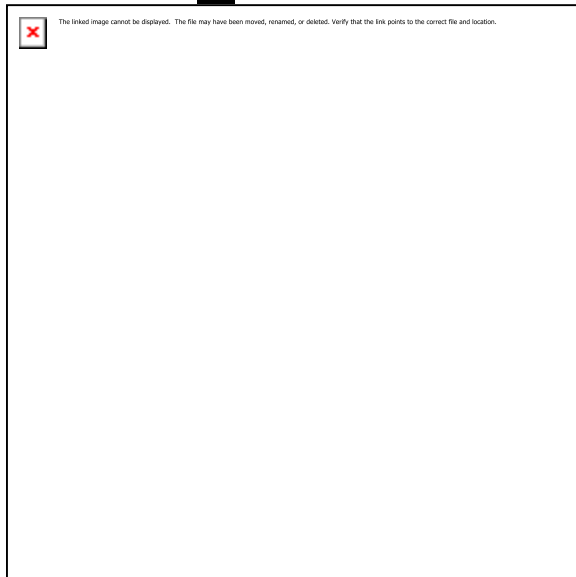 The linked image cannot be displayed.  The file may have been moved, renamed, or deleted. Verify that the link points to the correct file and location.